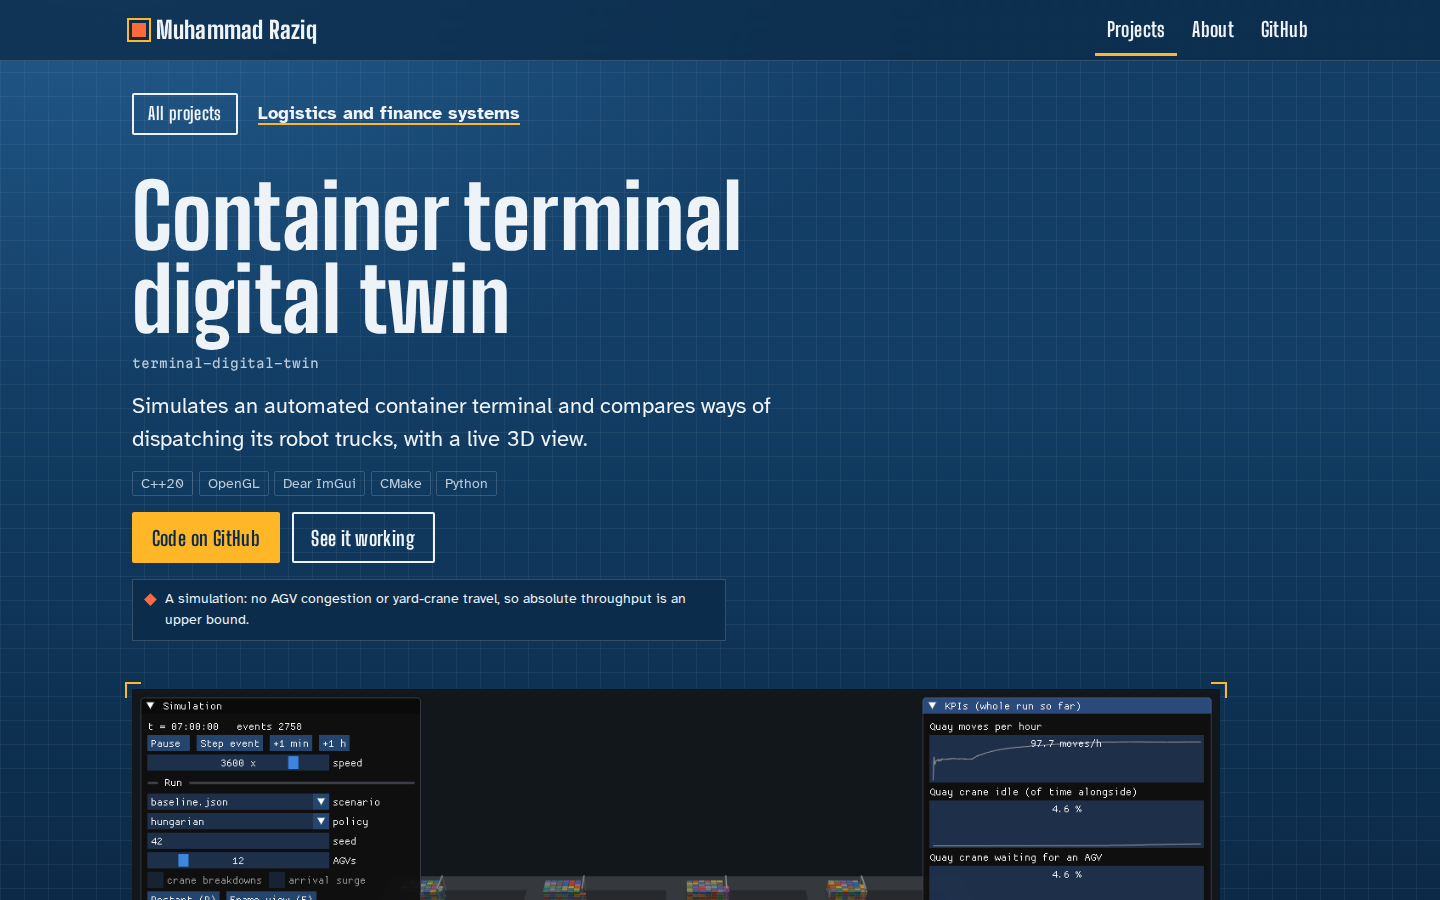 Muhammad Raziq
Projects About GitHub
All projects Logistics and finance systems
Container terminal
digital twin
terminal-digital-twin
Simulates an automated container terminal and compares ways of
dispatching its robot trucks, with a live 3D view.
C++20 OpenGL Dear ImGui CMake Python
Code on GitHub See it working
A simulation: no AGV congestion or yard-crane travel, so absolute throughput is an
upper bound.
Simulation
t = 07:00:00 events 2758
Pause Step event +1 min +1 h
3600 x speed
Run
baseline.json scenario
hungarian policy
42 seed
12 AGVs
crane breakdowns arrival surge
Restart (R) Frame view (F)
KPIs (whole run so far)
Quay moves per hour
97.7 moves/h
Quay crane idle (of time alongside)
4.6 %
Quay crane waiting for an AGV
4.6 %